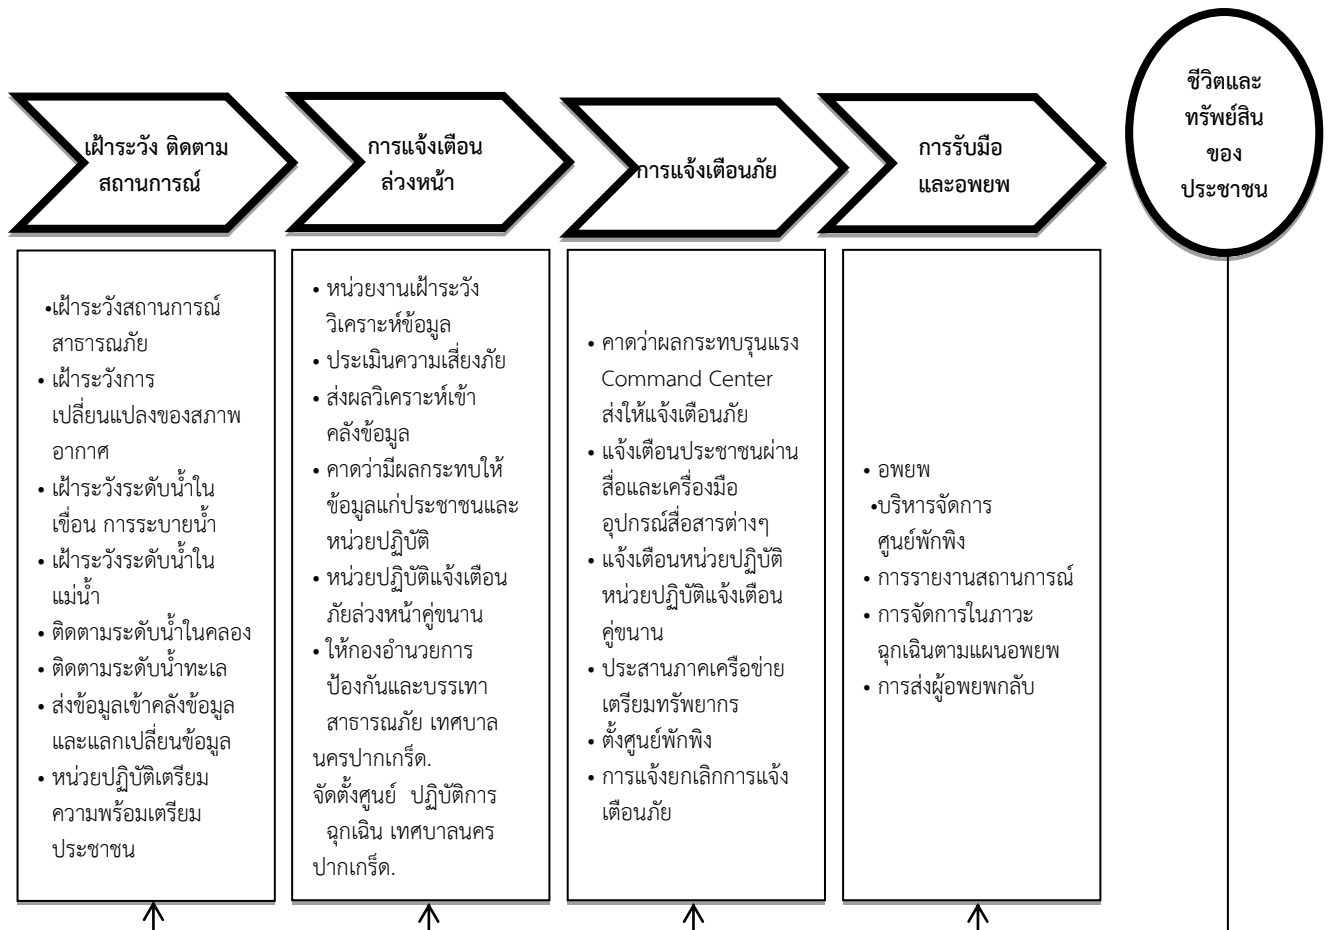 เฝ้าระวัง ติดตาม
สถานการณ์
การแจ้งเตือน
ล่วงหน้า
การแจ้งเตือนภัย
การรับมือ
และอพยพ
ชีวิตและ
ทรัพย์สิน
ของ
ประชาชน
•เฝ้าระวังสถานการณ์
สาธารณภัย
• เฝ้าระวังการ
เปลี่ยนแปลงของสภาพ
อากาศ
• เฝ้าระวังระดับน้ำใน
เขื่อน การระบายน้ำ
• เฝ้าระวังระดับน้ำใน
แม่น้ำ
• ติดตามระดับน้ำในคลอง
• ติดตามระดับน้ำทะเล
• ส่งข้อมูลเข้าคลังข้อมูล
และแลกเปลี่ยนข้อมูล
• หน่วยปฏิบัติเตรียม
ความพร้อมเตรียม
ประชาชน
• หน่วยงานเฝ้าระวัง
วิเคราะห์ข้อมูล
• ประเมินความเสี่ยงภัย
• ส่งผลวิเคราะห์เข้า
คลังข้อมูล
• คาดว่ามีผลกระทบให้
ข้อมูลแก่ประชาชนและ
หน่วยปฏิบัติ
• หน่วยปฏิบัติแจ้งเตือน
ภัยล่วงหน้าคู่ขนาน
• ให้กองอำนวยการ
ป้องกันและบรรเทา
สาธารณภัย เทศบาล
นครปากเกร็ด.
จัดตั้งศูนย์ ปฏิบัติการ
ฉุกเฉิน เทศบาลนคร
ปากเกร็ด.
• คาดว่าผลกระทบรุนแรง
Command Center
ส่งให้แจ้งเตือนภัย
• แจ้งเตือนประชาชนผ่าน
สื่อและเครื่องมือ
อุปกรณ์สื่อสารต่างๆ
• แจ้งเตือนหน่วยปฏิบัติ
หน่วยปฏิบัติแจ้งเตือน
คู่ขนาน
• ประสานภาคเครือข่าย
เตรียมทรัพยากร
• ตั้งศูนย์พักพิง
• การแจ้งยกเลิกการแจ้ง
เตือนภัย
• อพยพ
•บริหารจัดการ
ศูนย์พักพิง
• การรายงานสถานการณ์
• การจัดการในภาวะ
ฉุกเฉินตามแผนอพยพ
• การส่งผู้อพยพกลับ